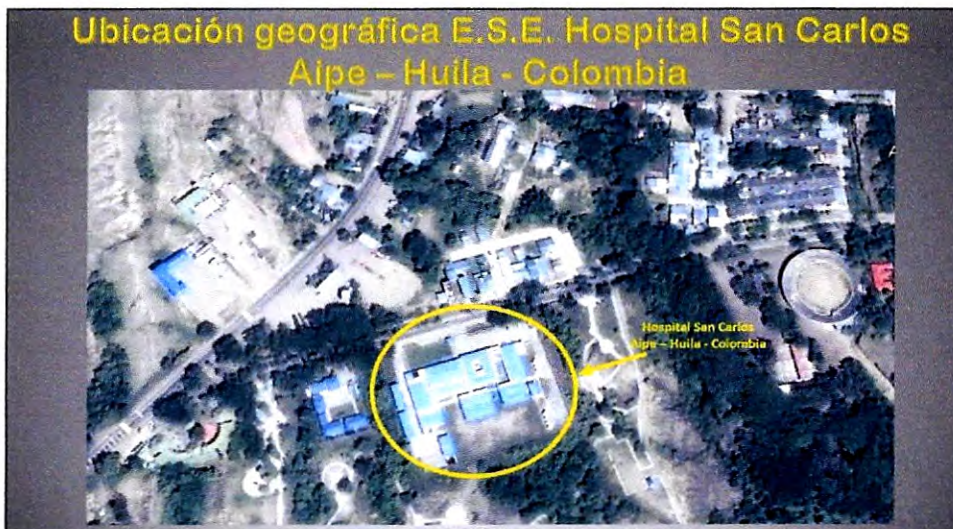 Ubicación geográfica E.S.E. Hospital San Carlos
Aipe – Huila - Colombia
Hospital San Carlos
Aipe – Huila - Colombia